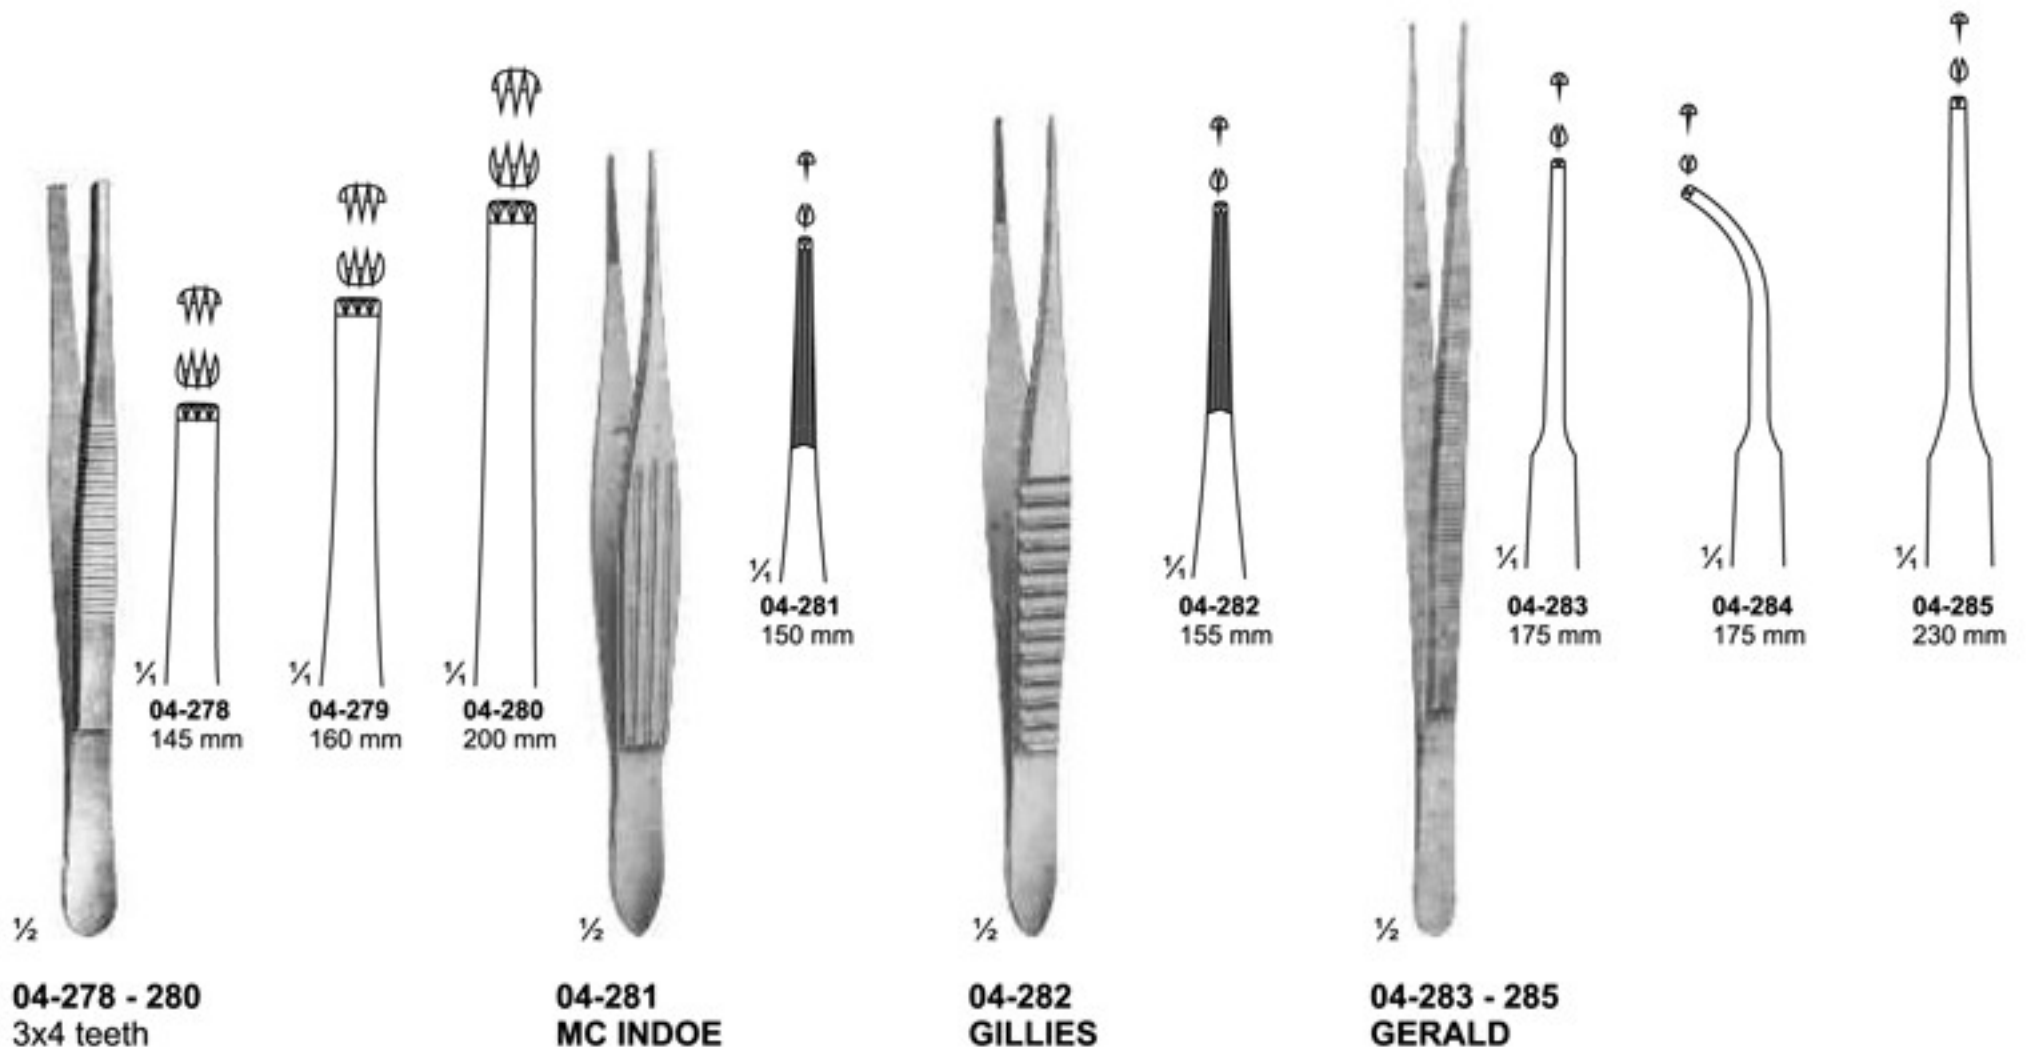 ½
¹⁄₁
04-278
145 mm
¹⁄₁
04-279
160 mm
¹⁄₁
04-280
200 mm
04-278 - 280
3x4 teeth
½
¹⁄₁
04-281
150 mm
04-281
MC INDOE
½
¹⁄₁
04-282
155 mm
04-282
GILLIES
½
¹⁄₁
04-283
175 mm
¹⁄₁
04-284
175 mm
¹⁄₁
04-285
230 mm
04-283 - 285
GERALD